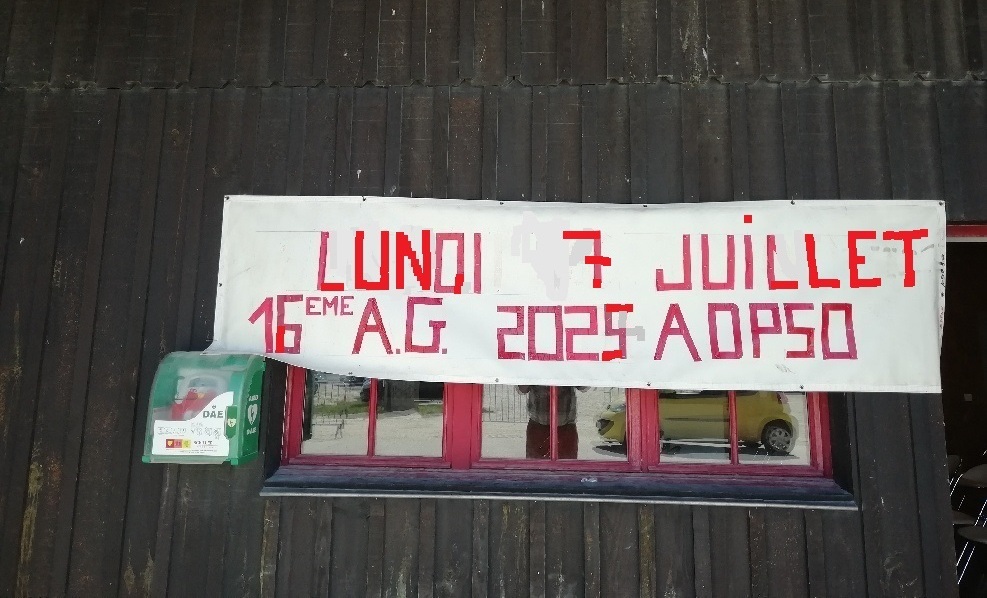 LUNDI 7 JUILLET
16EME A.G. 2025 ADPSO
DAE